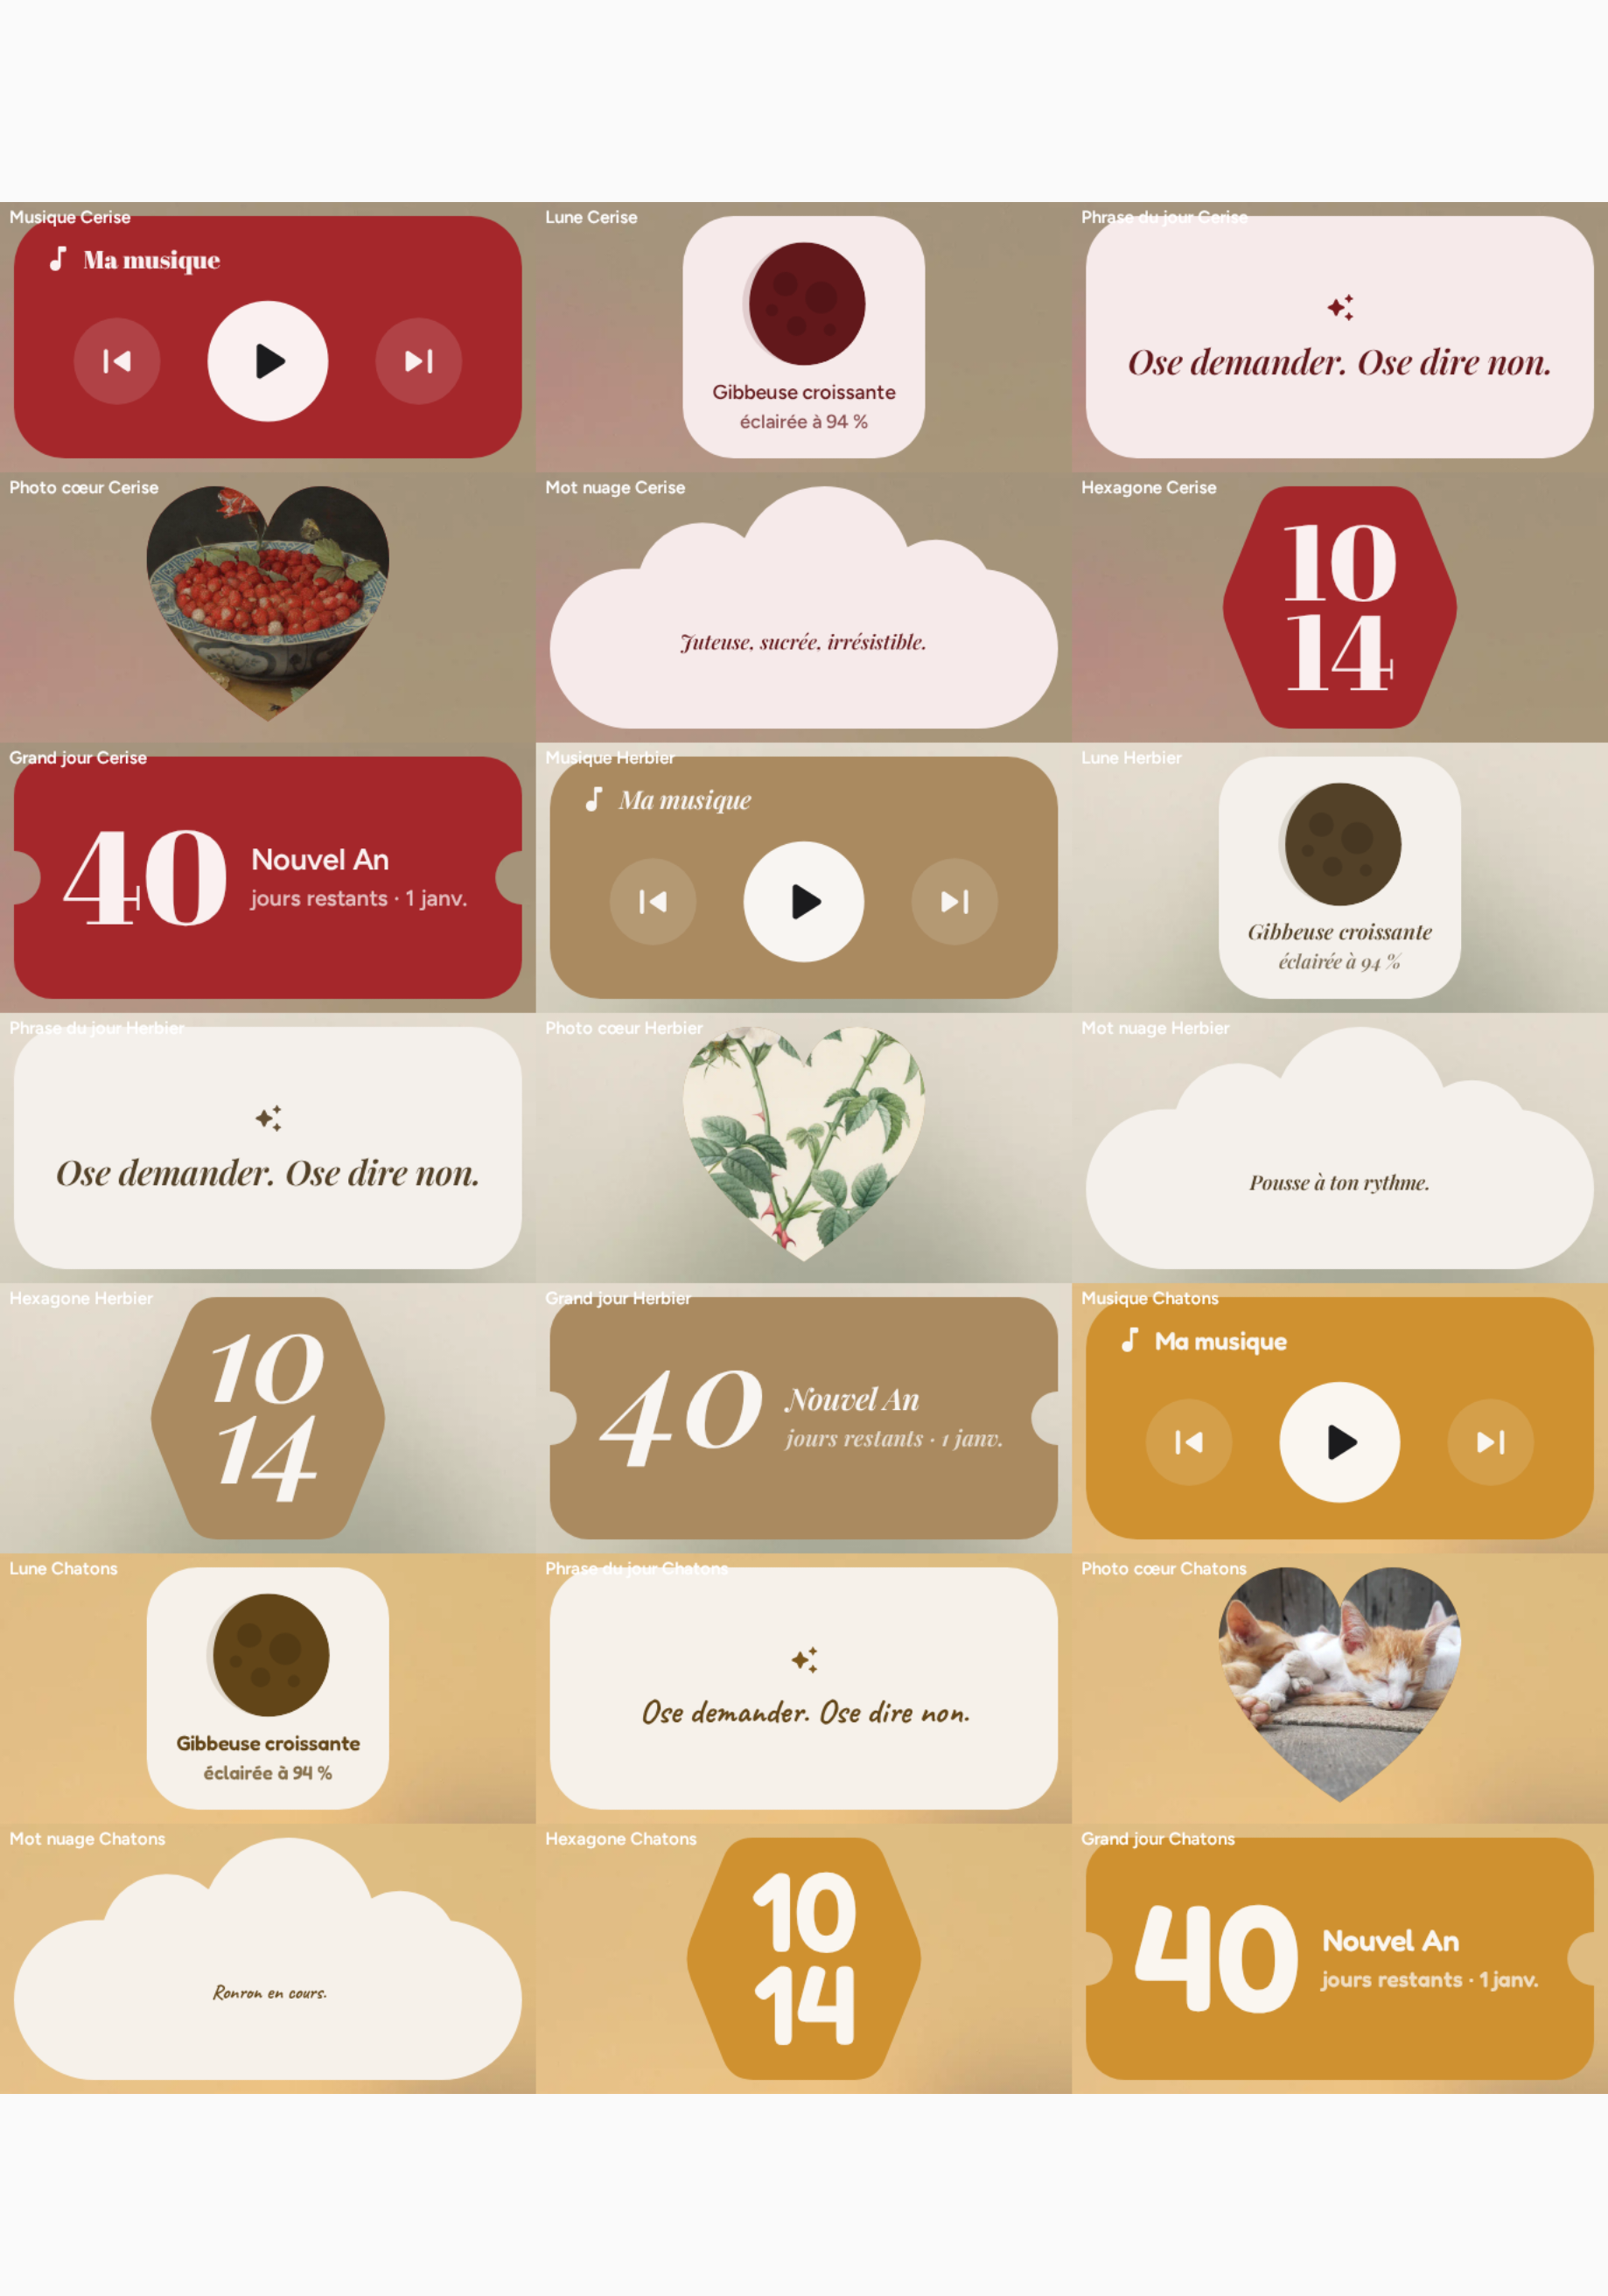 Musique Cerise
Ma musique
Lune Cerise
Gibbeuse croissante
éclairée à 94 %
Phrase du jour Cerise
Ose demander. Ose dire non.
Photo cœur Cerise
Mot nuage Cerise
Juteuse, sucrée, irrésistible.
Hexagone Cerise
10
14
Grand jour Cerise
40
Nouvel An
jours restants · 1 janv.
Musique Herbier
Ma musique
Lune Herbier
Gibbeuse croissante
éclairée à 94 %
Phrase du jour Herbier
Ose demander. Ose dire non.
Photo cœur Herbier
Mot nuage Herbier
Pousse à ton rythme.
Hexagone Herbier
10
14
Grand jour Herbier
40
Nouvel An
jours restants · 1 janv.
Musique Chatons
Ma musique
Lune Chatons
Gibbeuse croissante
éclairée à 94 %
Phrase du jour Chatons
Ose demander. Ose dire non.
Photo cœur Chatons
Mot nuage Chatons
Ronron en cours.
Hexagone Chatons
10
14
Grand jour Chatons
40
Nouvel An
jours restants · 1 janv.